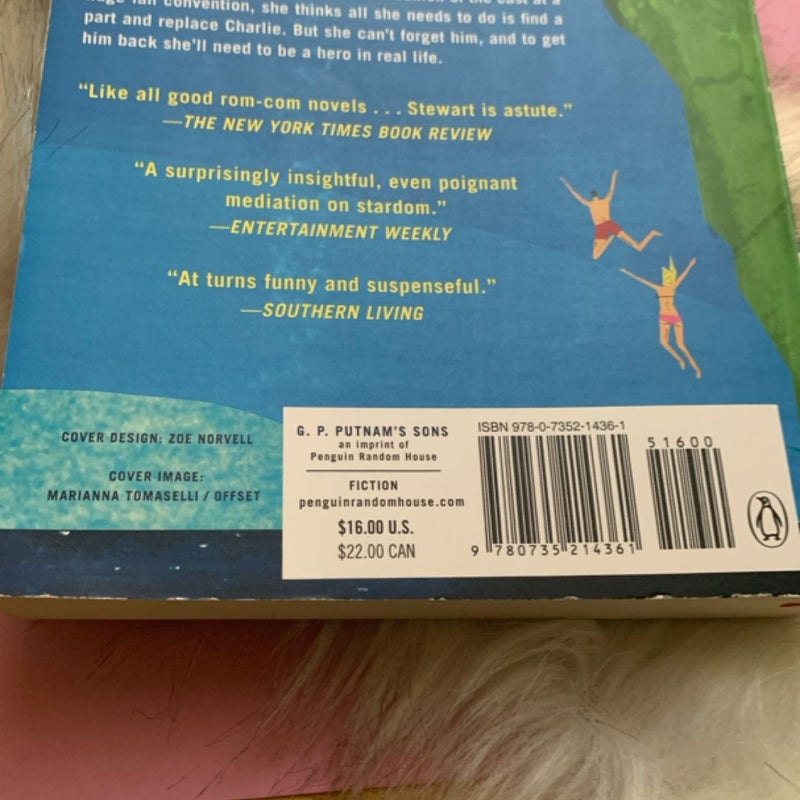 huge fan convention, she thinks all she needs to do is find a
part and replace Charlie. But she can't forget him, and to get
him back she'll need to be a hero in real life.
“Like all good rom-com novels . . . Stewart is astute.”
—THE NEW YORK TIMES BOOK REVIEW
“A surprisingly insightful, even poignant
mediation on stardom.”
—ENTERTAINMENT WEEKLY
“At turns funny and suspenseful.”
—SOUTHERN LIVING
COVER DESIGN: ZOE NORVELL
COVER IMAGE:
MARIANNA TOMASELLI / OFFSET
G. P. PUTNAM'S SONS
an imprint of
Penguin Random House
FICTION
penguinrandomhouse.com
$16.00 U.S.
$22.00 CAN
ISBN 978-0-7352-1436-1
51600
9 780735 214361